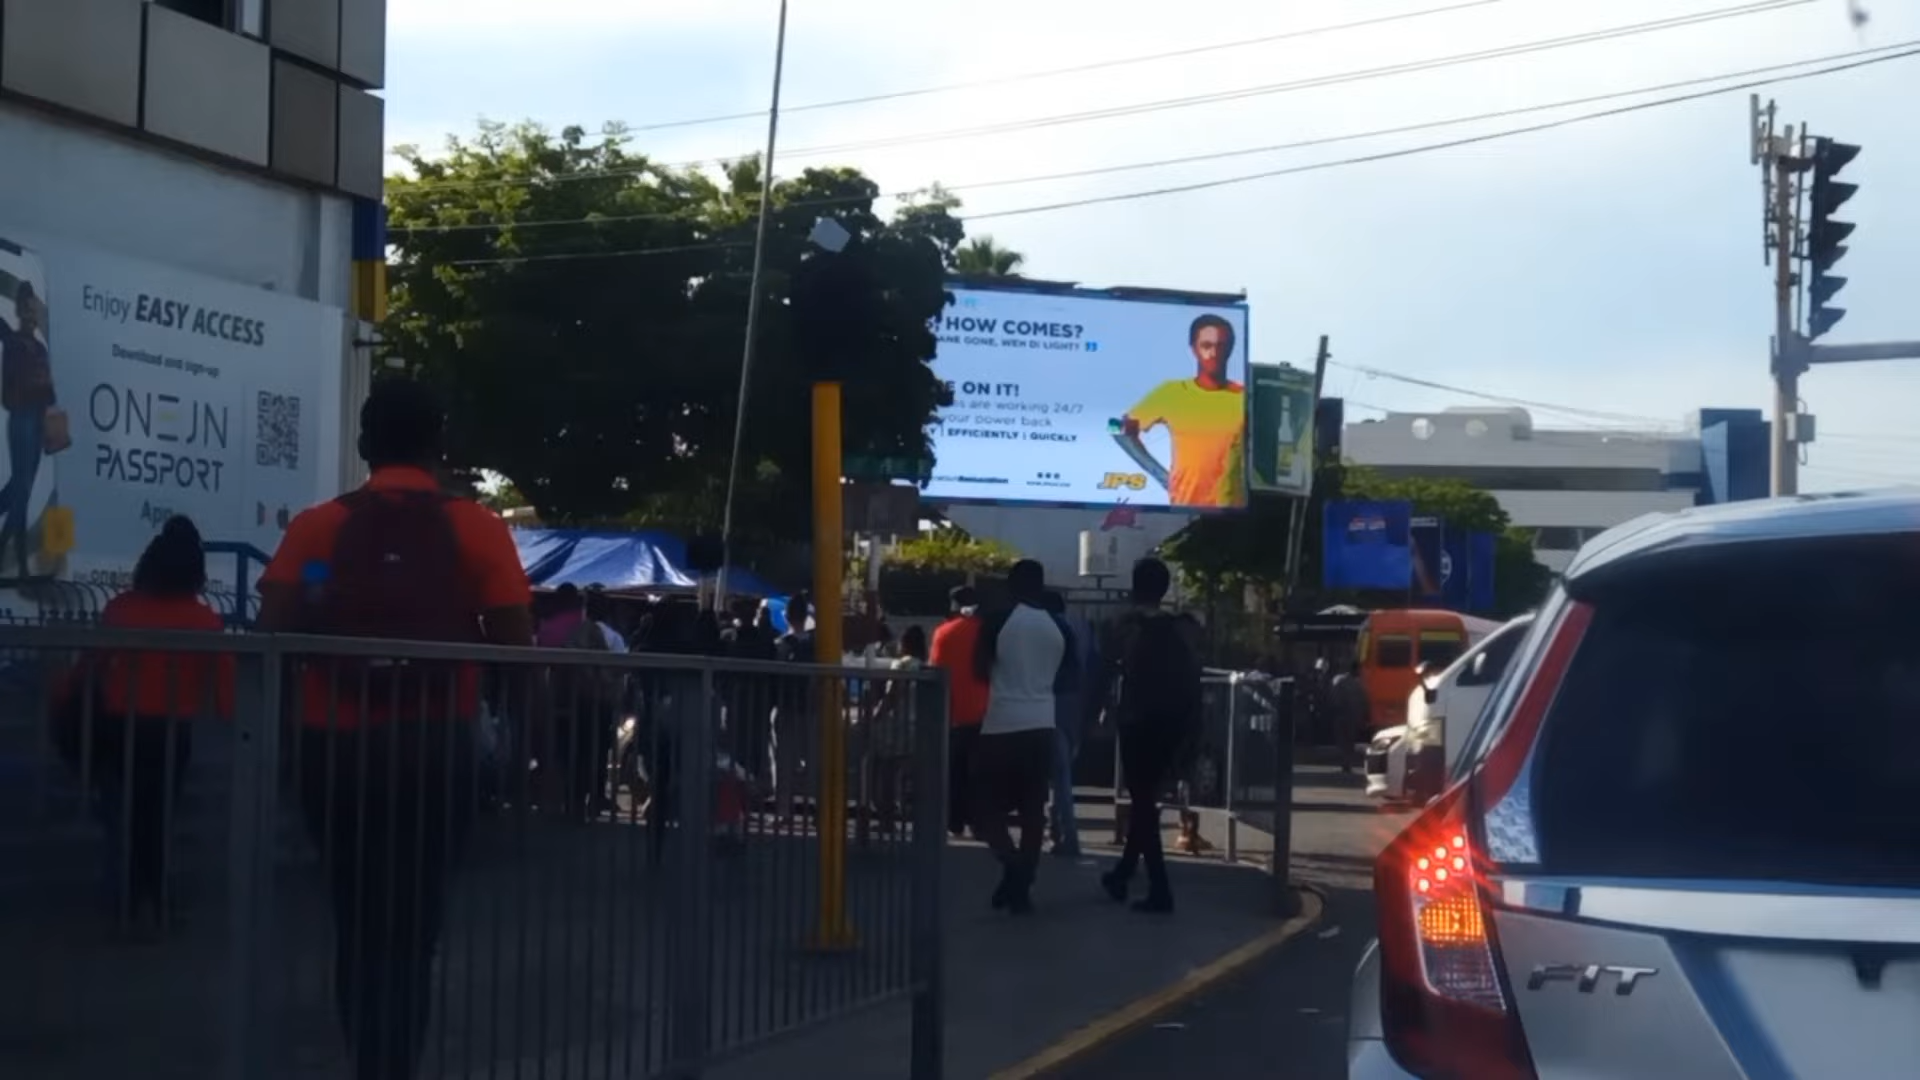 Enjoy EASY ACCESS
Download and sign-up
ONE JN
PASSPORT
App
HOW COMES?
ANE GONE, WEH DI LIGHT?
E ON IT!
are working 24/7
your power back
EFFICIENTLY | QUICKLY
JPS
FIT